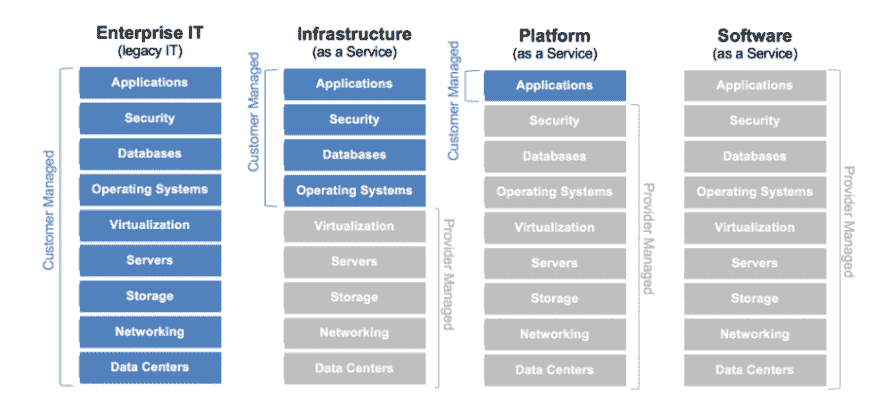 Enterprise IT
(legacy IT)
Customer Managed
Applications
Security
Databases
Operating Systems
Virtualization
Servers
Storage
Networking
Data Centers
Infrastructure
(as a Service)
Customer Managed
Applications
Security
Databases
Operating Systems
Virtualization
Servers
Storage
Networking
Data Centers
Provider Managed
Platform
(as a Service)
Customer Managed
Applications
Security
Databases
Operating Systems
Virtualization
Servers
Storage
Networking
Data Centers
Provider Managed
Software
(as a Service)
Applications
Security
Databases
Operating Systems
Virtualization
Servers
Storage
Networking
Data Centers
Provider Managed